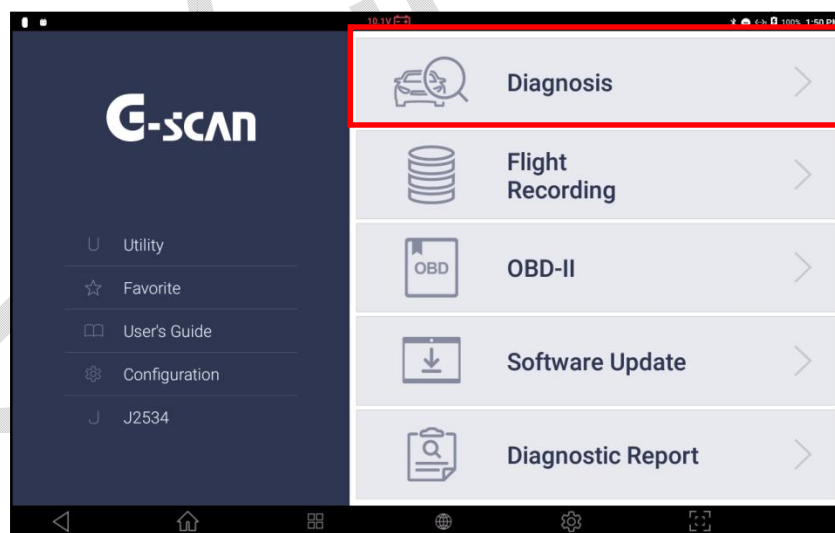 10.1V
100% 1:50 PM
G-scan
Utility
Favorite
User's Guide
Configuration
J2534
Diagnosis
Flight
Recording
OBD
OBD-II
Software Update
Diagnostic Report